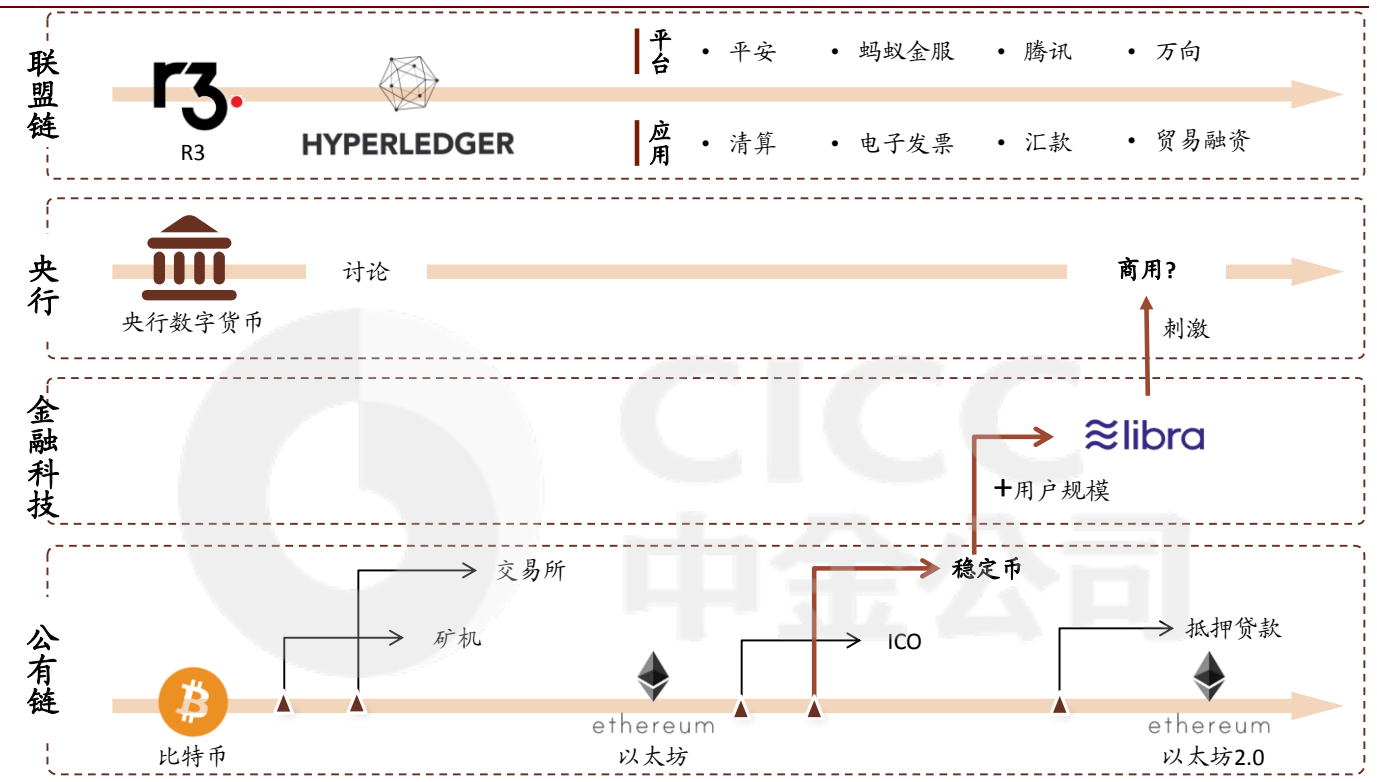 联盟链
r3.
R3
HYPERLEDGER
平台
• 平安 • 蚂蚁金服 • 腾讯 • 万向
应用
• 清算 • 电子发票 • 汇款 • 贸易融资
央行
央行数字货币
讨论
商用?
刺激
金融科技
libra
+用户规模
CICC
中金公司
公有链
交易所
稳定币
矿机
ICO
抵押贷款
比特币
ethereum
以太坊
ethereum
以太坊2.0